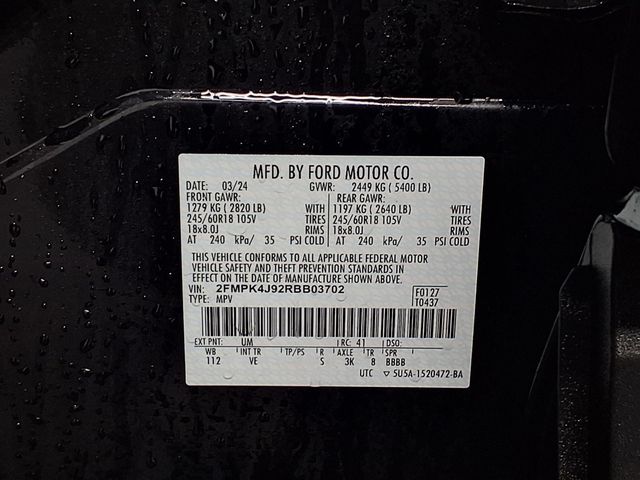 MFD. BY FORD MOTOR CO.
DATE: 03/24 GVWR: 2449 KG ( 5400 LB)
FRONT GAWR: REAR GAWR:
1279 KG ( 2820 LB) WITH 1197 KG ( 2640 LB) WITH
245/60R18 105V TIRES 245/60R18 105V TIRES
18x8.0J RIMS 18x8.0J RIMS
AT 240 kPa/ 35 PSI COLD AT 240 kPa/ 35 PSI COLD
THIS VEHICLE CONFORMS TO ALL APPLICABLE FEDERAL MOTOR
VEHICLE SAFETY AND THEFT PREVENTION STANDARDS IN
EFFECT ON THE DATE OF MANUFACTURE SHOWN ABOVE.
VIN: 2FMPK4J92RBB03702 F0127
TYPE: MPV T0437
EXT PNT: UM RC: 41 DSO:
WB INT TR TP/PS R AXLE TR SPR
112 VE S 3K 8 BBBB
UTC ▽ 5U5A-1520472-BA